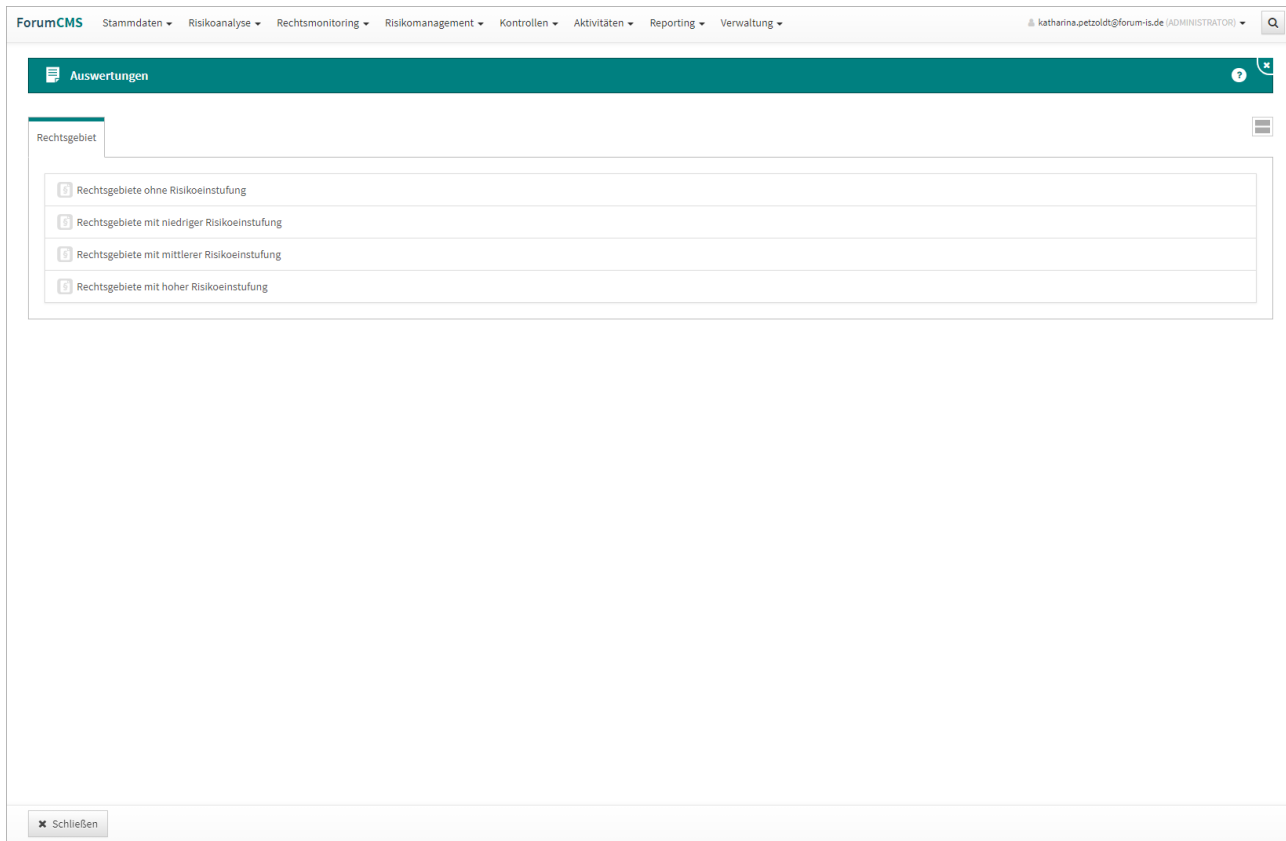 ForumCMS Stammdaten Risikoanalyse Rechtsmonitoring Risikomanagement Kontrollen Aktivitäten Reporting Verwaltung katharina.petzoldt@forum-is.de (ADMINISTRATOR)
Auswertungen ?
Rechtsgebiet
§ Rechtsgebiete ohne Risikoeinstufung
§ Rechtsgebiete mit niedriger Risikoeinstufung
§ Rechtsgebiete mit mittlerer Risikoeinstufung
§ Rechtsgebiete mit hoher Risikoeinstufung
Schließen